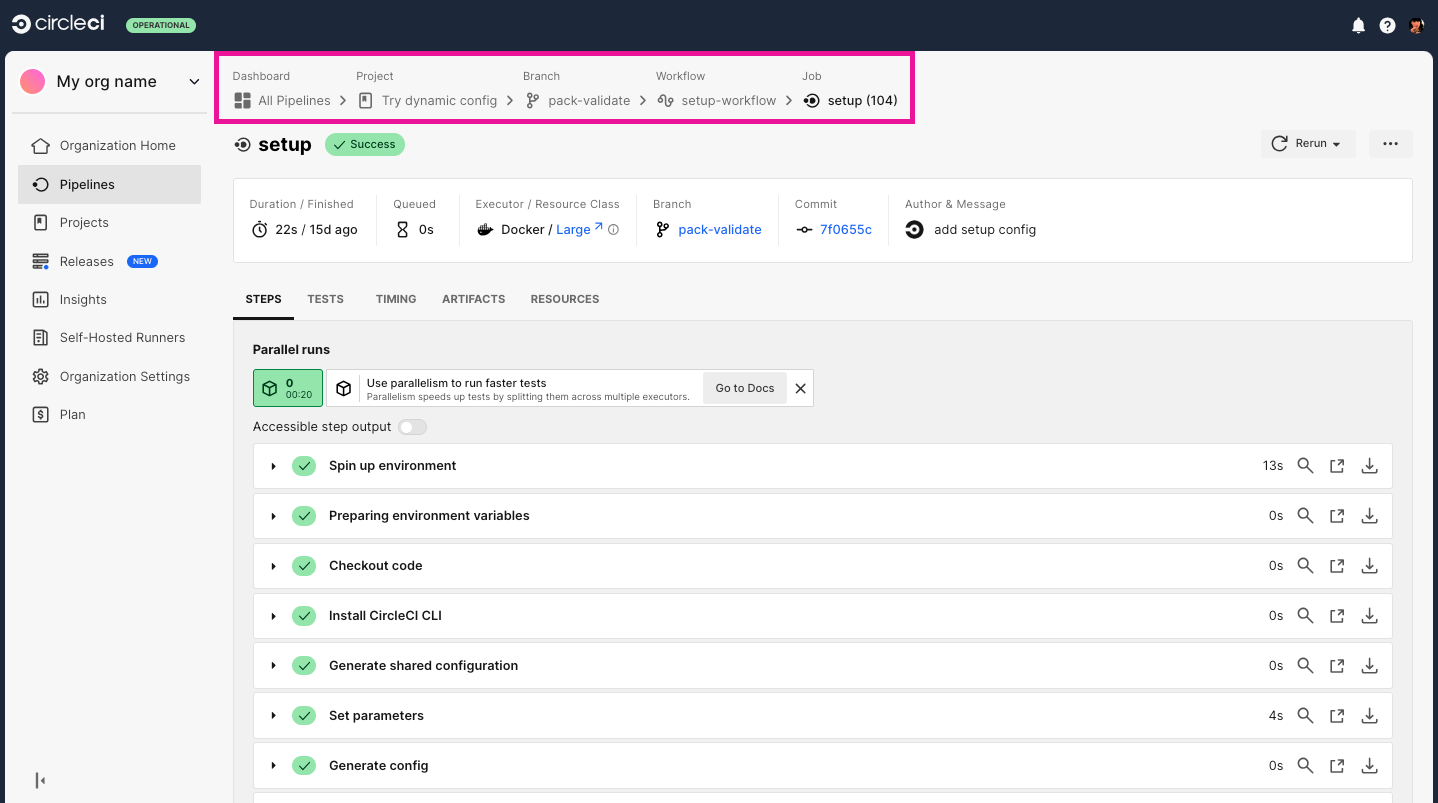 circleci
OPERATIONAL
My org name
Organization Home
Pipelines
Projects
Releases NEW
Insights
Self-Hosted Runners
Organization Settings
Plan
Dashboard Project Branch Workflow Job
All Pipelines Try dynamic config pack-validate setup-workflow setup (104)
setup Success
Rerun
Duration / Finished Queued Executor / Resource Class Branch Commit Author & Message
22s / 15d ago 0s Docker / Large pack-validate 7f0655c add setup config
STEPS TESTS TIMING ARTIFACTS RESOURCES
Parallel runs
0
00:20
Use parallelism to run faster tests
Parallelism speeds up tests by splitting them across multiple executors.
Go to Docs
Accessible step output
Spin up environment 13s
Preparing environment variables 0s
Checkout code 0s
Install CircleCI CLI 0s
Generate shared configuration 0s
Set parameters 4s
Generate config 0s